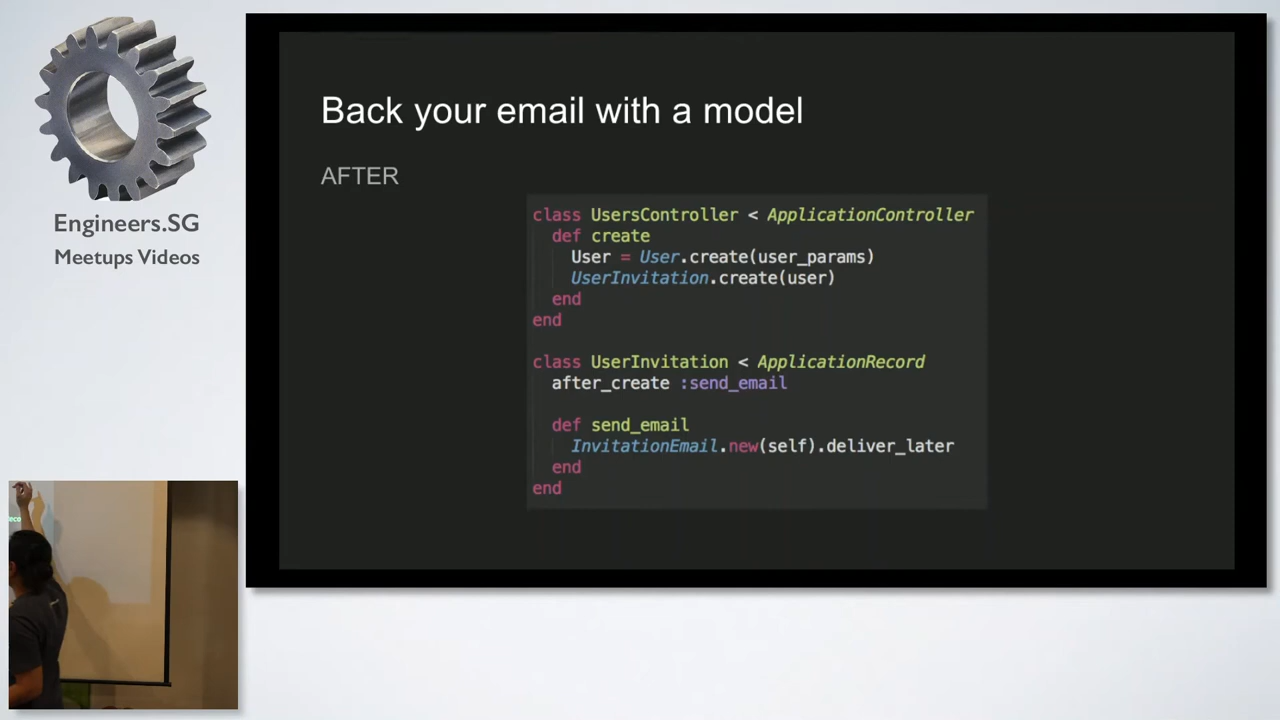 Engineers.SG
Meetups Videos
Back your email with a model
AFTER
class UsersController < ApplicationController
  def create
    User = User.create(user_params)
    UserInvitation.create(user)
  end
end
class UserInvitation < ApplicationRecord
  after_create :send_email
  def send_email
    InvitationEmail.new(self).deliver_later
  end
end